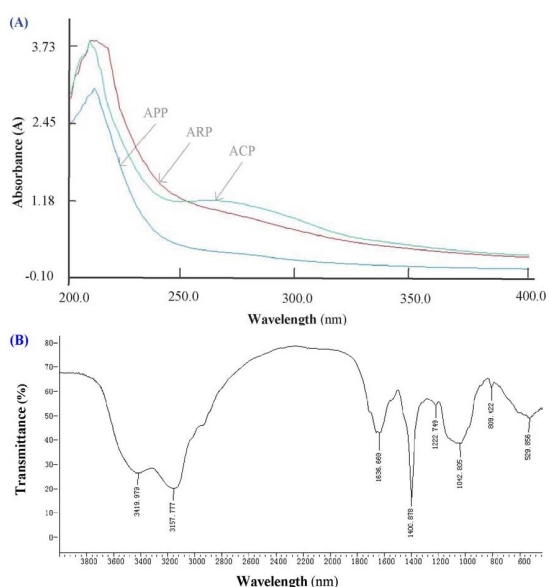 (A)
3.73
2.45
1.18
-0.10
Absorbance (A)
APP
ARP
ACP
200.0 250.0 300.0 350.0 400.0
Wavelength (nm)
(B)
80
70
60
50
40
30
20
10
0
Transmittance (%)
3419.979
3157.777
1636.669
1400.878
1222.749
1042.805
809.422
529.856
3800 3600 3400 3200 3000 2800 2600 2400 2200 2000 1800 1600 1400 1200 1000 800 600
Wavelength (nm)